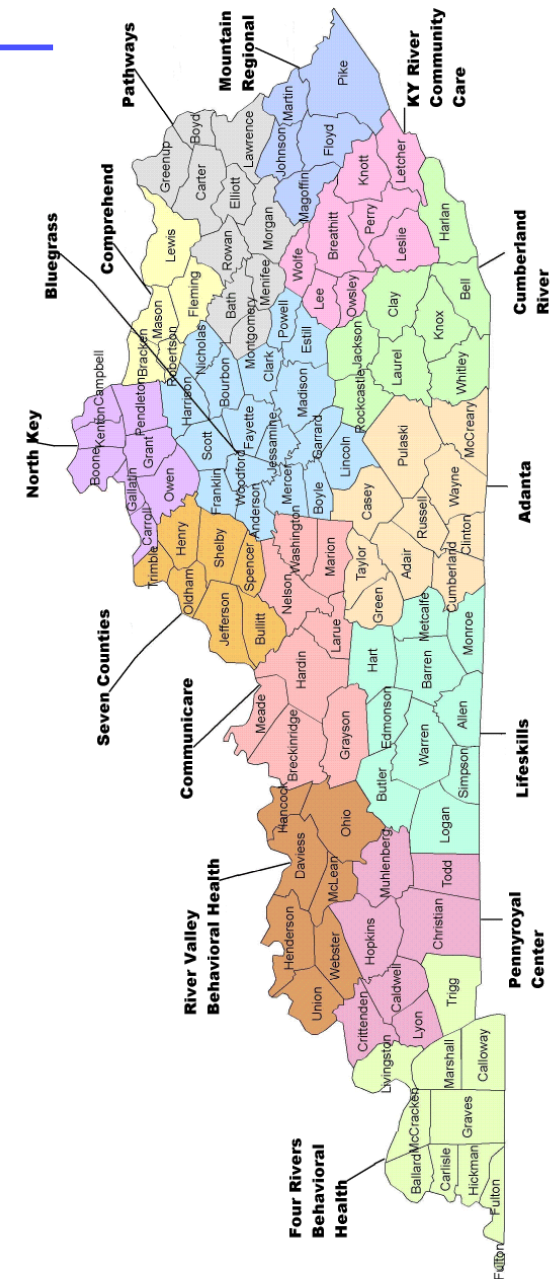 Pathways
Mountain
Regional
Bluegrass
Comprehend
North Key
Seven Counties
Communicare
River Valley
Behavioral Health
Four Rivers
Behavioral
Health
KY River
Community
Care
Cumberland
River
Adanta
Lifeskills
Pennyroyal
Center
Greenup
Boyd
Carter
Lawrence
Elliott
Rowan
Morgan
Bath
Menifee
Montgomery
Martin
Johnson
Pike
Floyd
Magoffin
Lewis
Mason
Bracken
Fleming
Robertson
Campbell
Kenton
Boone
Pendleton
Grant
Gallatin
Carroll
Owen
Nicholas
Harrison
Bourbon
Scott
Powell
Clark
Estill
Fayette
Madison
Franklin
Woodford
Jessamine
Garrard
Anderson
Mercer
Boyle
Lincoln
Knott
Letcher
Wolfe
Breathitt
Perry
Leslie
Lee
Owsley
Harlan
Clay
Bell
Jackson
Knox
Laurel
Rockcastle
Whitley
Trimble
Henry
Oldham
Shelby
Spencer
Jefferson
Bullitt
Washington
Nelson
Marion
Larue
Hardin
Meade
Breckinridge
Grayson
Pulaski
McCreary
Casey
Wayne
Russell
Taylor
Adair
Clinton
Green
Cumberland
Hart
Metcalfe
Barren
Monroe
Edmonson
Warren
Allen
Butler
Simpson
Logan
Hancock
Ohio
Daviess
McLean
Henderson
Webster
Union
Muhlenberg
Todd
Hopkins
Christian
Crittenden
Caldwell
Lyon
Trigg
Livingston
Marshall
Calloway
McCracken
Graves
Ballard
Carlisle
Hickman
Fulton
Fulton